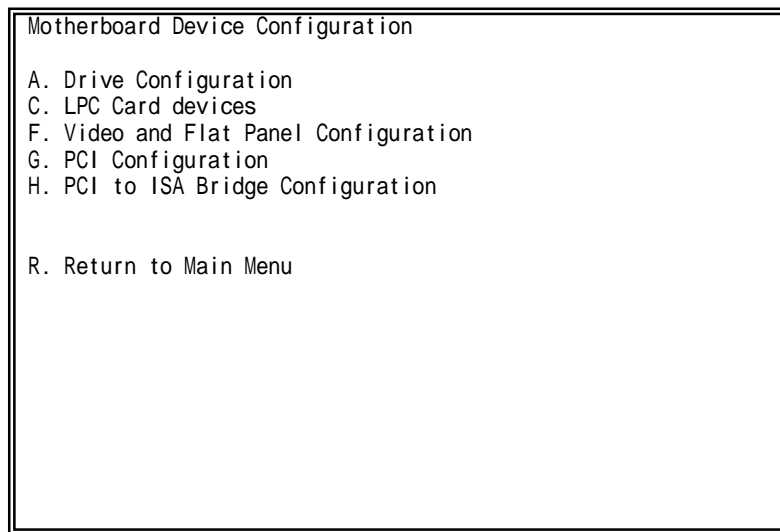 Motherboard Device Configuration
A. Drive Configuration
C. LPC Card devices
F. Video and Flat Panel Configuration
G. PCI Configuration
H. PCI to ISA Bridge Configuration
R. Return to Main Menu